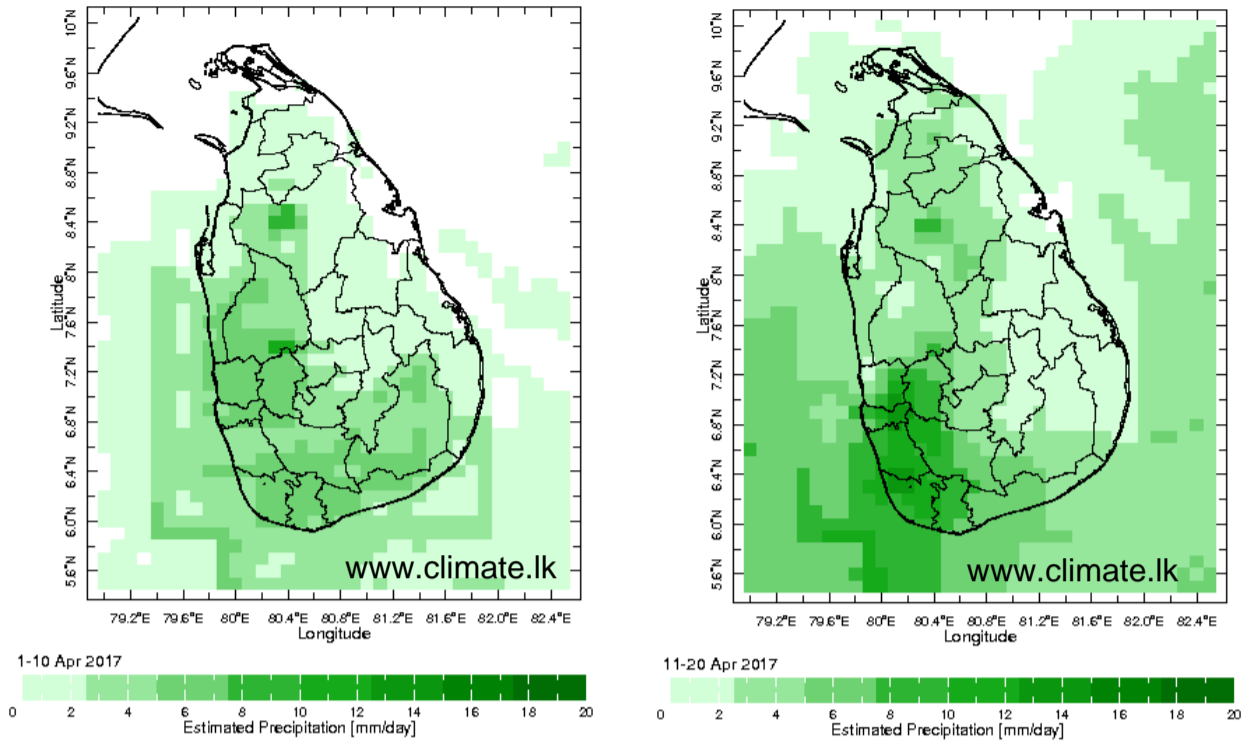 10°N
9.6°N
9.2°N
8.8°N
8.4°N
8°N
7.6°N
7.2°N
6.8°N
6.4°N
6.0°N
5.6°N
Latitude
www.climate.lk
79.2°E 79.6°E 80°E 80.4°E 80.8°E 81.2°E 81.6°E 82.0°E 82.4°E
Longitude
1-10 Apr 2017
0 2 4 6 8 10 12 14 16 18 20
Estimated Precipitation [mm/day]
10°N
9.6°N
9.2°N
8.8°N
8.4°N
8°N
7.6°N
7.2°N
6.8°N
6.4°N
6.0°N
5.6°N
Latitude
www.climate.lk
79.2°E 79.6°E 80°E 80.4°E 80.8°E 81.2°E 81.6°E 82.0°E 82.4°E
Longitude
11-20 Apr 2017
0 2 4 6 8 10 12 14 16 18 20
Estimated Precipitation [mm/day]